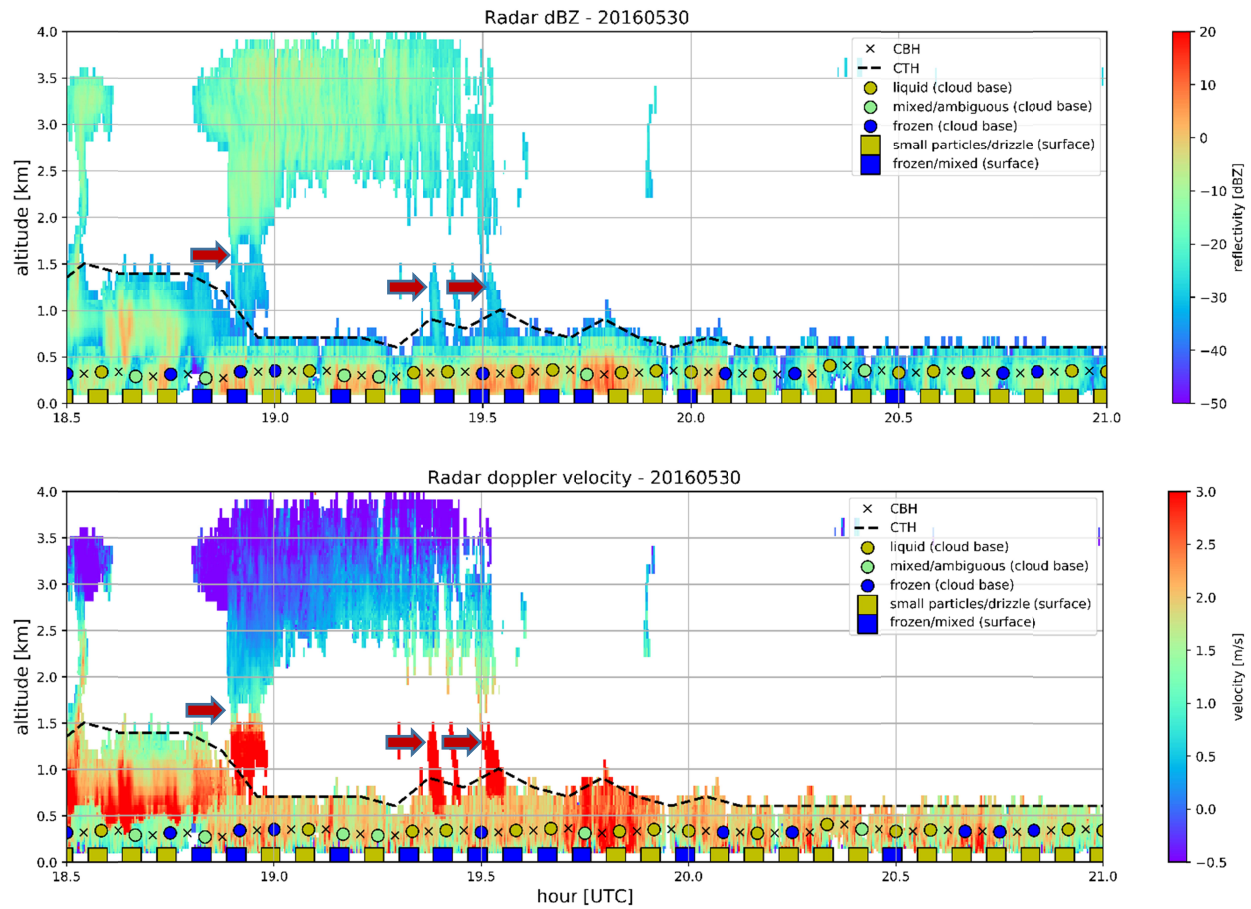 Radar dBZ - 20160530
4.0
3.5
3.0
2.5
2.0
1.5
1.0
0.5
0.0
altitude [km]
18.5 19.0 19.5 20.0 20.5 21.0
CBH
CTH
liquid (cloud base)
mixed/ambiguous (cloud base)
frozen (cloud base)
small particles/drizzle (surface)
frozen/mixed (surface)
20
10
0
−10
−20
−30
−40
−50
reflectivity [dBZ]
Radar doppler velocity - 20160530
4.0
3.5
3.0
2.5
2.0
1.5
1.0
0.5
0.0
altitude [km]
18.5 19.0 19.5 20.0 20.5 21.0
hour [UTC]
CBH
CTH
liquid (cloud base)
mixed/ambiguous (cloud base)
frozen (cloud base)
small particles/drizzle (surface)
frozen/mixed (surface)
3.0
2.5
2.0
1.5
1.0
0.5
0.0
−0.5
velocity [m/s]